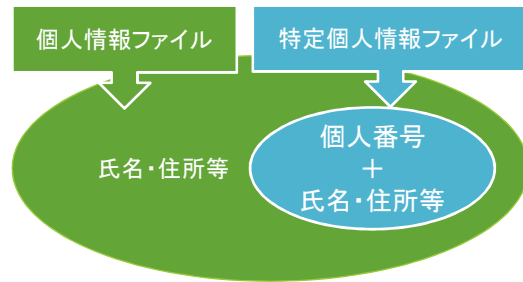 個人情報ファイル
特定個人情報ファイル
氏名・住所等
個人番号
＋
氏名・住所等